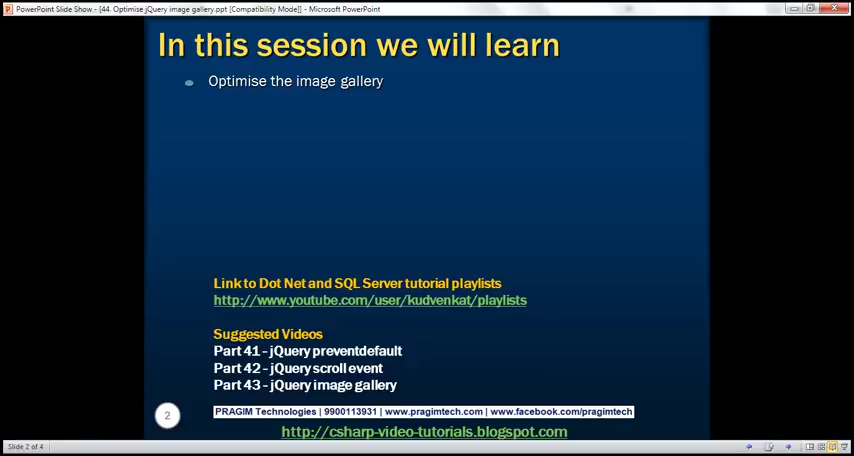 PowerPoint Slide Show - [44. Optimise jQuery image gallery.ppt [Compatibility Mode]] - Microsoft PowerPoint
In this session we will learn
Optimise the image gallery
Link to Dot Net and SQL Server tutorial playlists
http://www.youtube.com/user/kudvenkat/playlists
Suggested Videos
Part 41 - jQuery preventdefault
Part 42 - jQuery scroll event
Part 43 - jQuery image gallery
2
PRAGIM Technologies | 9900113931 | www.pragimtech.com | www.facebook.com/pragimtech
http://csharp-video-tutorials.blogspot.com
Slide 2 of 4